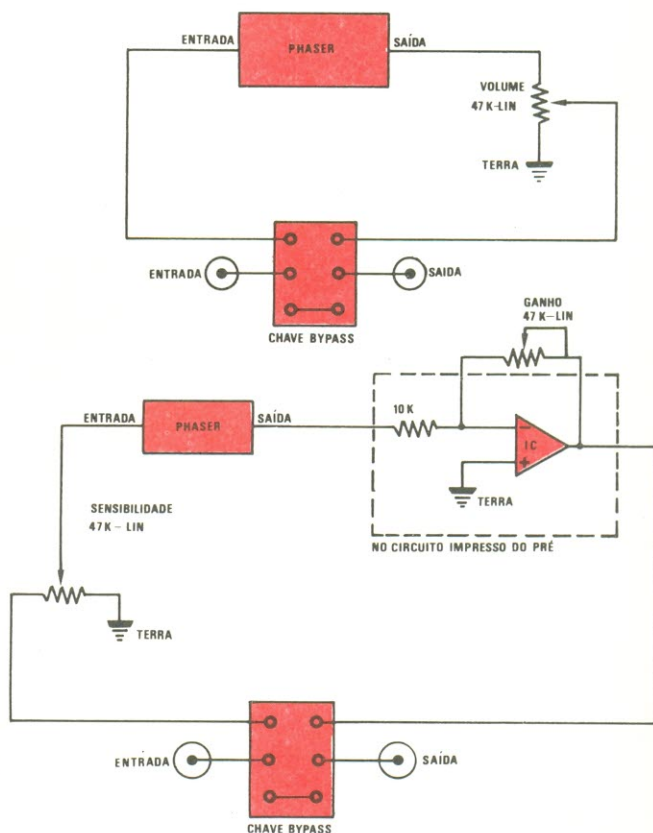 ENTRADA
PHASER
SAÍDA
VOLUME
47 K-LIN
TERRA
ENTRADA
SAIDA
CHAVE BYPASS
GANHO
47 K-LIN
ENTRADA
PHASER
SAÍDA
10 K
-
IC
+
TERRA
SENSIBILIDADE
47 K - LIN
NO CIRCUITO IMPRESSO DO PRÉ
TERRA
ENTRADA
SAÍDA
CHAVE BYPASS